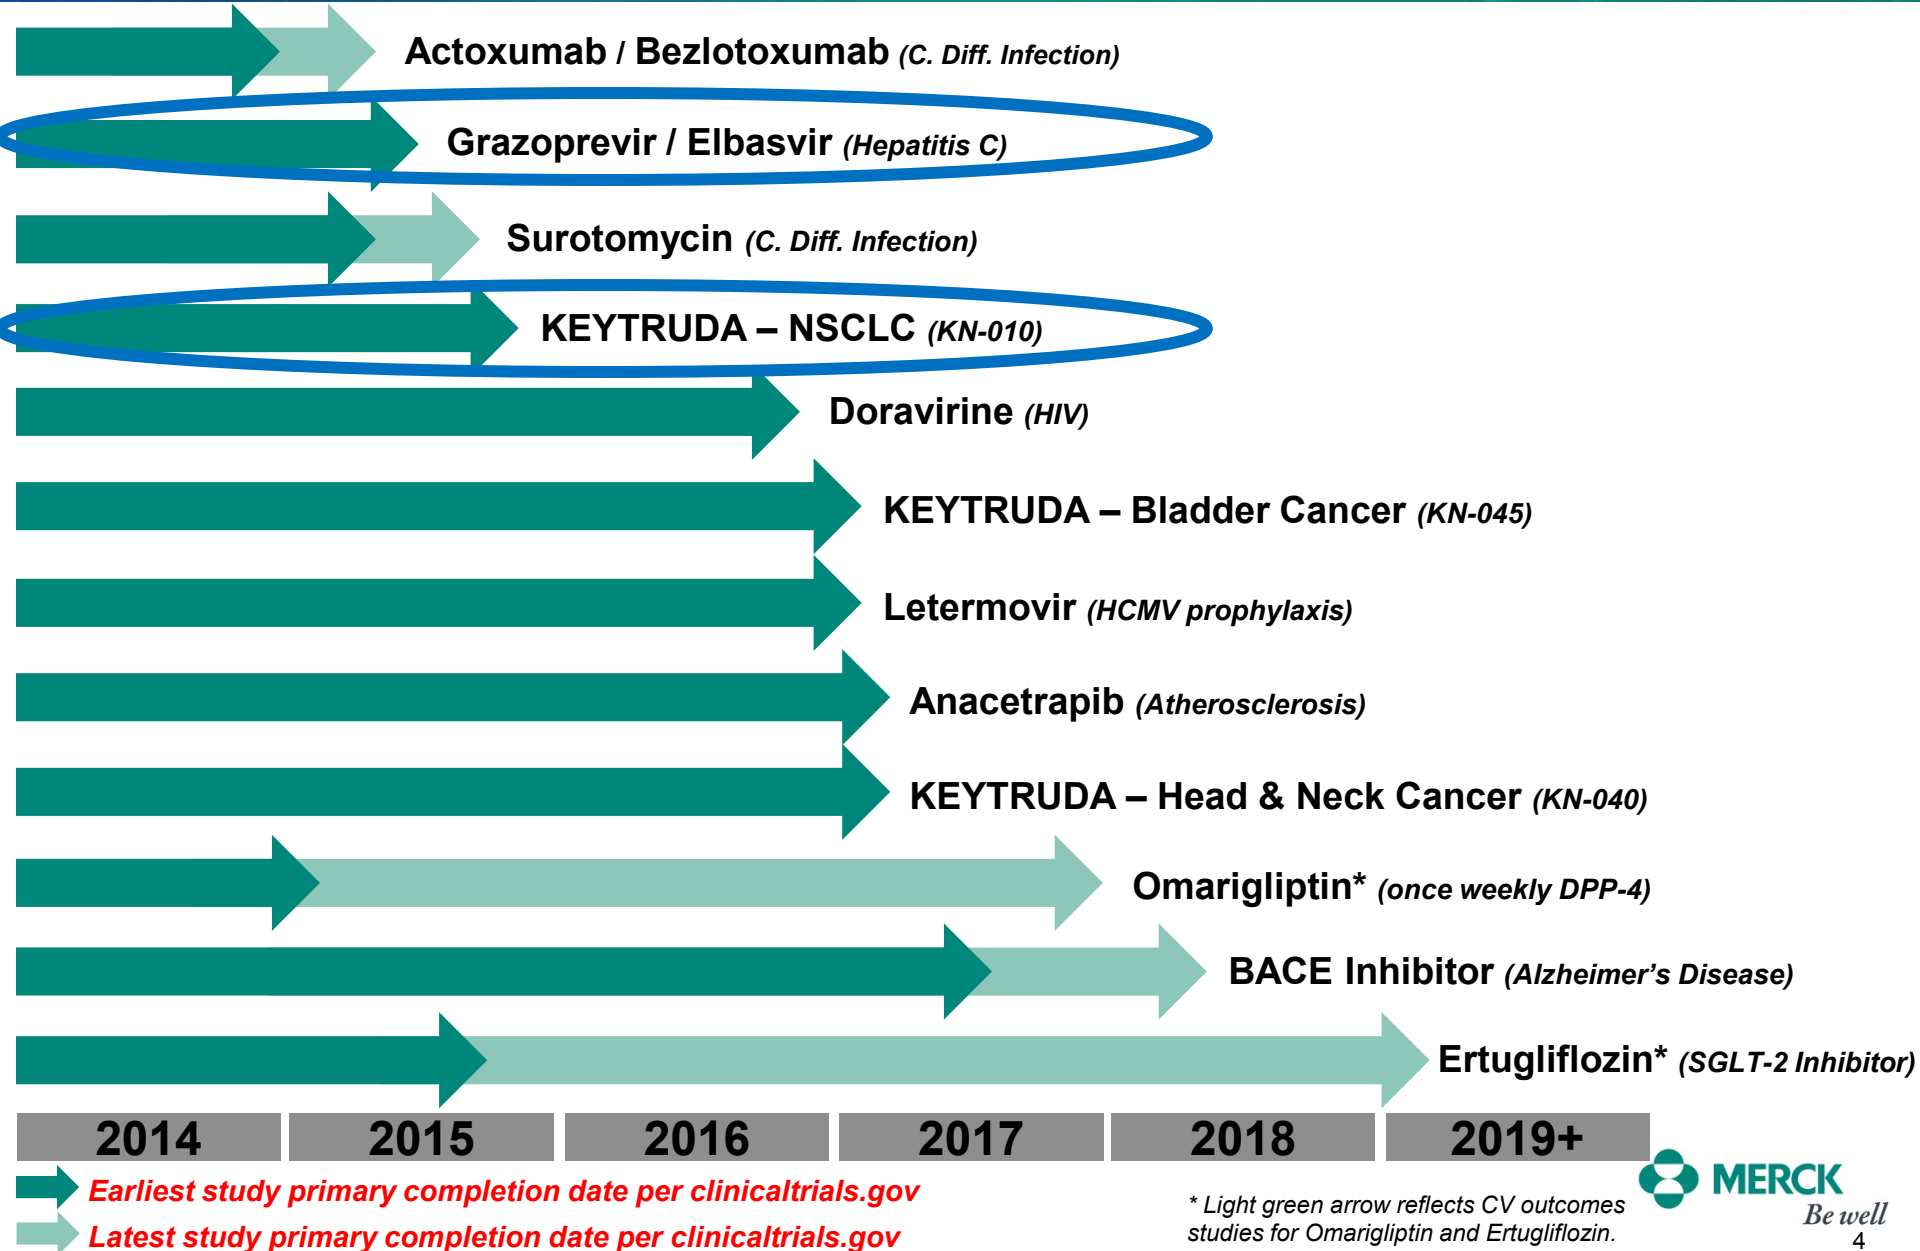 Actoxumab / Bezlotoxumab (C. Diff. Infection)
Grazoprevir / Elbasvir (Hepatitis C)
Surotomycin (C. Diff. Infection)
KEYTRUDA – NSCLC (KN-010)
Doravirine (HIV)
KEYTRUDA – Bladder Cancer (KN-045)
Letermovir (HCMV prophylaxis)
Anacetrapib (Atherosclerosis)
KEYTRUDA – Head & Neck Cancer (KN-040)
Omarigliptin* (once weekly DPP-4)
BACE Inhibitor (Alzheimer’s Disease)
Ertugliflozin* (SGLT-2 Inhibitor)
2014 2015 2016 2017 2018 2019+
Earliest study primary completion date per clinicaltrials.gov
Latest study primary completion date per clinicaltrials.gov
* Light green arrow reflects CV outcomes
studies for Omarigliptin and Ertugliflozin.
MERCK
Be well
4